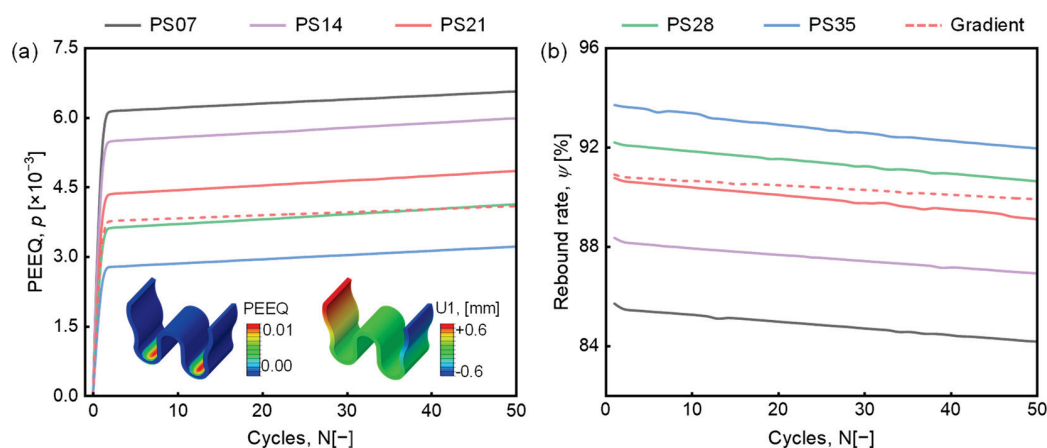 PS07 PS14 PS21 PS28 PS35 Gradient
(a)
PEEQ, p [×10⁻³]
7.5
6.0
4.5
3.0
1.5
0.0
PEEQ
0.01
0.00
U1, [mm]
+0.6
-0.6
0 10 20 30 40 50
Cycles, N[−]
(b)
Rebound rate, ψ [%]
96
92
88
84
0 10 20 30 40 50
Cycles, N[−]